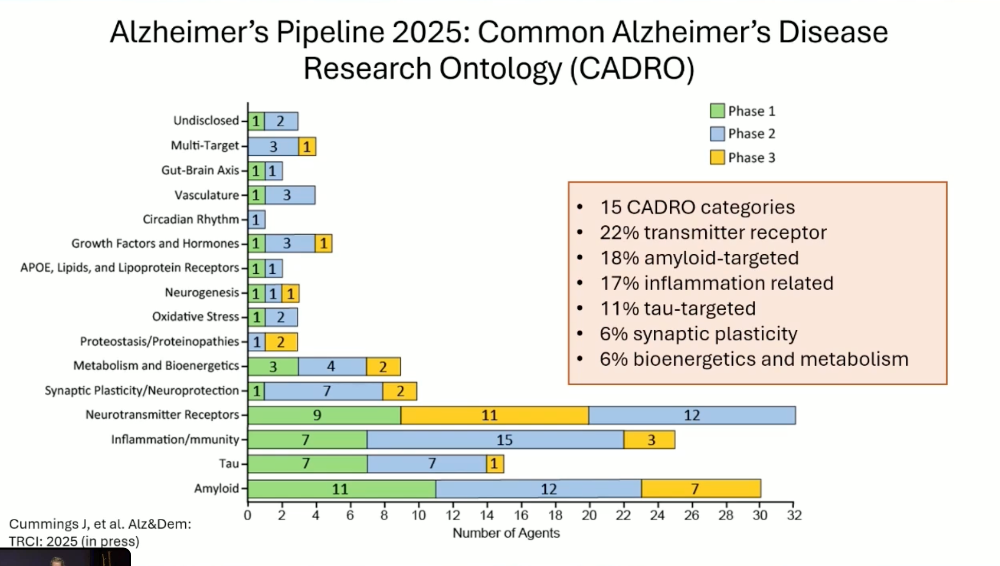 Alzheimer’s Pipeline 2025: Common Alzheimer’s Disease
Research Ontology (CADRO)
Phase 1
Phase 2
Phase 3
Undisclosed 1 2
Multi-Target 3 1
Gut-Brain Axis 1 1
Vasculature 1 3
Circadian Rhythm 1
Growth Factors and Hormones 1 3 1
APOE, Lipids, and Lipoprotein Receptors 1 1
Neurogenesis 1 1 1
Oxidative Stress 1 2
Proteostasis/Proteinopathies 1 2
Metabolism and Bioenergetics 3 4 2
Synaptic Plasticity/Neuroprotection 1 7 2
Neurotransmitter Receptors 9 11 12
Inflammation/mmunity 7 15 3
Tau 7 7 1
Amyloid 11 12 7
0 2 4 6 8 10 12 14 16 18 20 22 24 26 28 30 32
Number of Agents
• 15 CADRO categories
• 22% transmitter receptor
• 18% amyloid-targeted
• 17% inflammation related
• 11% tau-targeted
• 6% synaptic plasticity
• 6% bioenergetics and metabolism
Cummings J, et al. Alz&Dem:
TRCI: 2025 (in press)